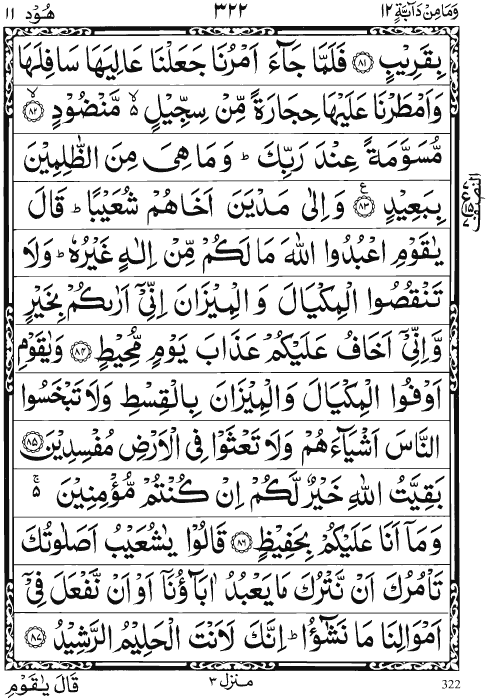 وَمَا مِنْ دَآبَّةٍ ١٢ ٣٢٢ هُوْد ١١
بِقَرِيْبٍ ﴿٨١﴾ فَلَمَّا جَآءَ اَمْرُنَا جَعَلْنَا عَالِيَهَا سَافِلَهَا
وَاَمْطَرْنَا عَلَيْهَا حِجَارَةً مِّنْ سِجِّيْلٍ ۙ۬ مَّنْضُوْدٍ ۙ﴿٨٢﴾
مُّسَوَّمَةً عِنْدَ رَبِّكَ ؕ وَمَا هِىَ مِنَ الظّٰلِمِيْنَ
بِبَعِيْدٍ ﴿٨٣﴾ ع وَاِلٰى مَدْيَنَ اَخَاهُمْ شُعَيْبًا ؕ قَالَ
النصف
يٰقَوْمِ اعْبُدُوا اللّٰهَ مَا لَكُمْ مِّنْ اِلٰهٍ غَيْرُهٗ ؕ وَلَا
تَنْقُصُوا الْمِكْيَالَ وَالْمِيْزَانَ اِنِّىْٓ اَرٰىكُمْ بِخَيْرٍ
وَّاِنِّىْٓ اَخَافُ عَلَيْكُمْ عَذَابَ يَوْمٍ مُّحِيْطٍ ﴿٨٤﴾ وَيٰقَوْمِ
اَوْفُوا الْمِكْيَالَ وَالْمِيْزَانَ بِالْقِسْطِ وَلَا تَبْخَسُوا
النَّاسَ اَشْيَآءَهُمْ وَلَا تَعْثَوْا فِى الْاَرْضِ مُفْسِدِيْنَ ﴿٨٥﴾
بَقِيَّتُ اللّٰهِ خَيْرٌ لَّكُمْ اِنْ كُنْتُمْ مُّؤْمِنِيْنَ ۚ۬
وَمَاۤ اَنَا عَلَيْكُمْ بِحَفِيْظٍ ﴿٨٦﴾ قَالُوْا يٰشُعَيْبُ اَصَلٰوتُكَ
تَاْمُرُكَ اَنْ نَّتْرُكَ مَا يَعْبُدُ اٰبَآؤُنَاۤ اَوْ اَنْ نَّفْعَلَ فِىْۤ
اَمْوَالِنَا مَا نَشٰٓؤُا ؕ اِنَّكَ لَاَنْتَ الْحَلِيْمُ الرَّشِيْدُ ﴿٨٧﴾
322 منزل ٣ قَالَ يٰقَوْمِ